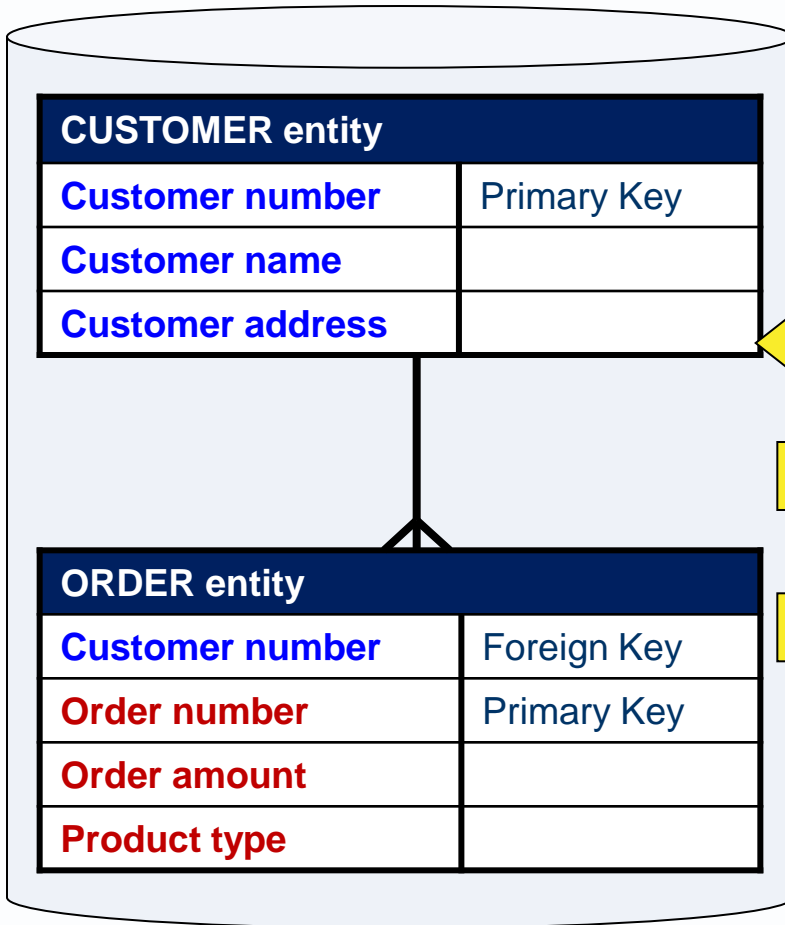 CUSTOMER entity
Customer number Primary Key
Customer name
Customer address
ORDER entity
Customer number Foreign Key
Order number Primary Key
Order amount
Product type